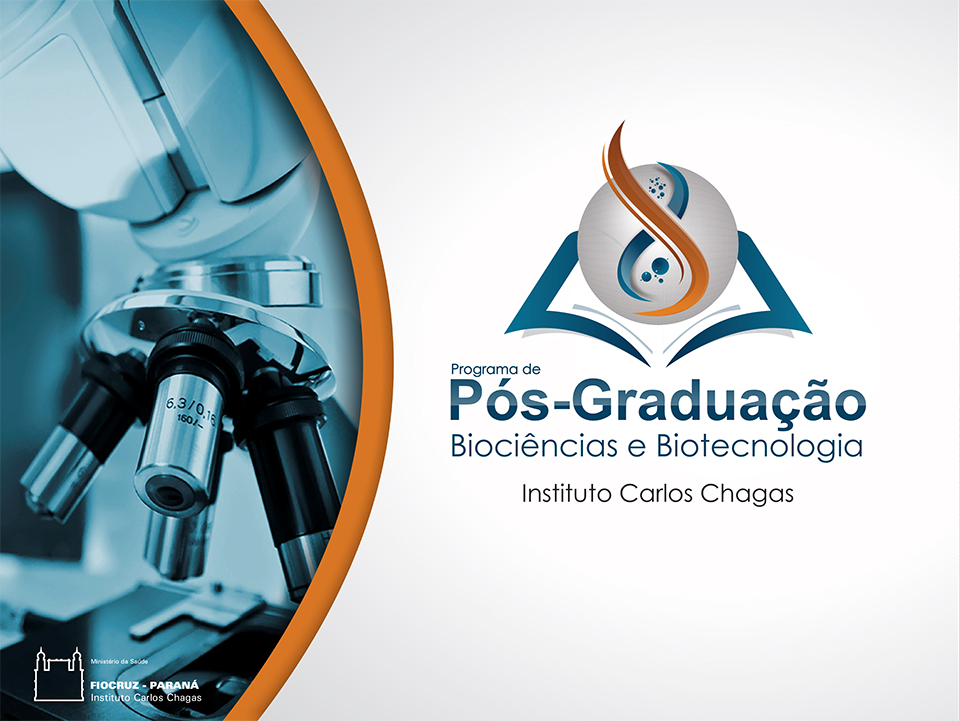 Programa de
Pós-Graduação
Biociências e Biotecnologia
Instituto Carlos Chagas
6.3/0.16
160/–
Ministério da Saúde
FIOCRUZ - PARANÁ
Instituto Carlos Chagas